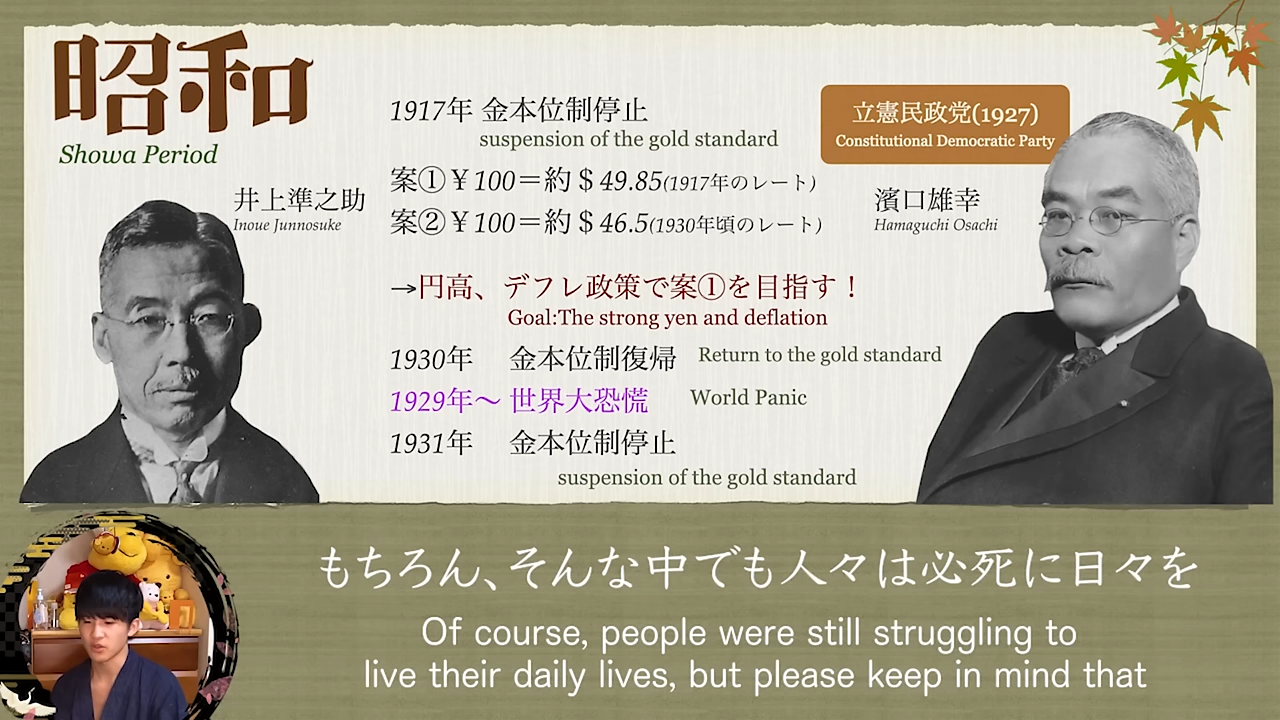 昭和
Showa Period
井上準之助
Inoue Junnosuke
1917年 金本位制停止
suspension of the gold standard
案①￥100＝約＄49.85(1917年のレート)
案②￥100＝約＄46.5(1930年頃のレート)
→円高、デフレ政策で案①を目指す！
Goal:The strong yen and deflation
1930年 金本位制復帰 Return to the gold standard
1929年〜 世界大恐慌 World Panic
1931年 金本位制停止
suspension of the gold standard
立憲民政党(1927)
Constitutional Democratic Party
濱口雄幸
Hamaguchi Osachi
もちろん、そんな中でも人々は必死に日々を
Of course, people were still struggling to
live their daily lives, but please keep in mind that